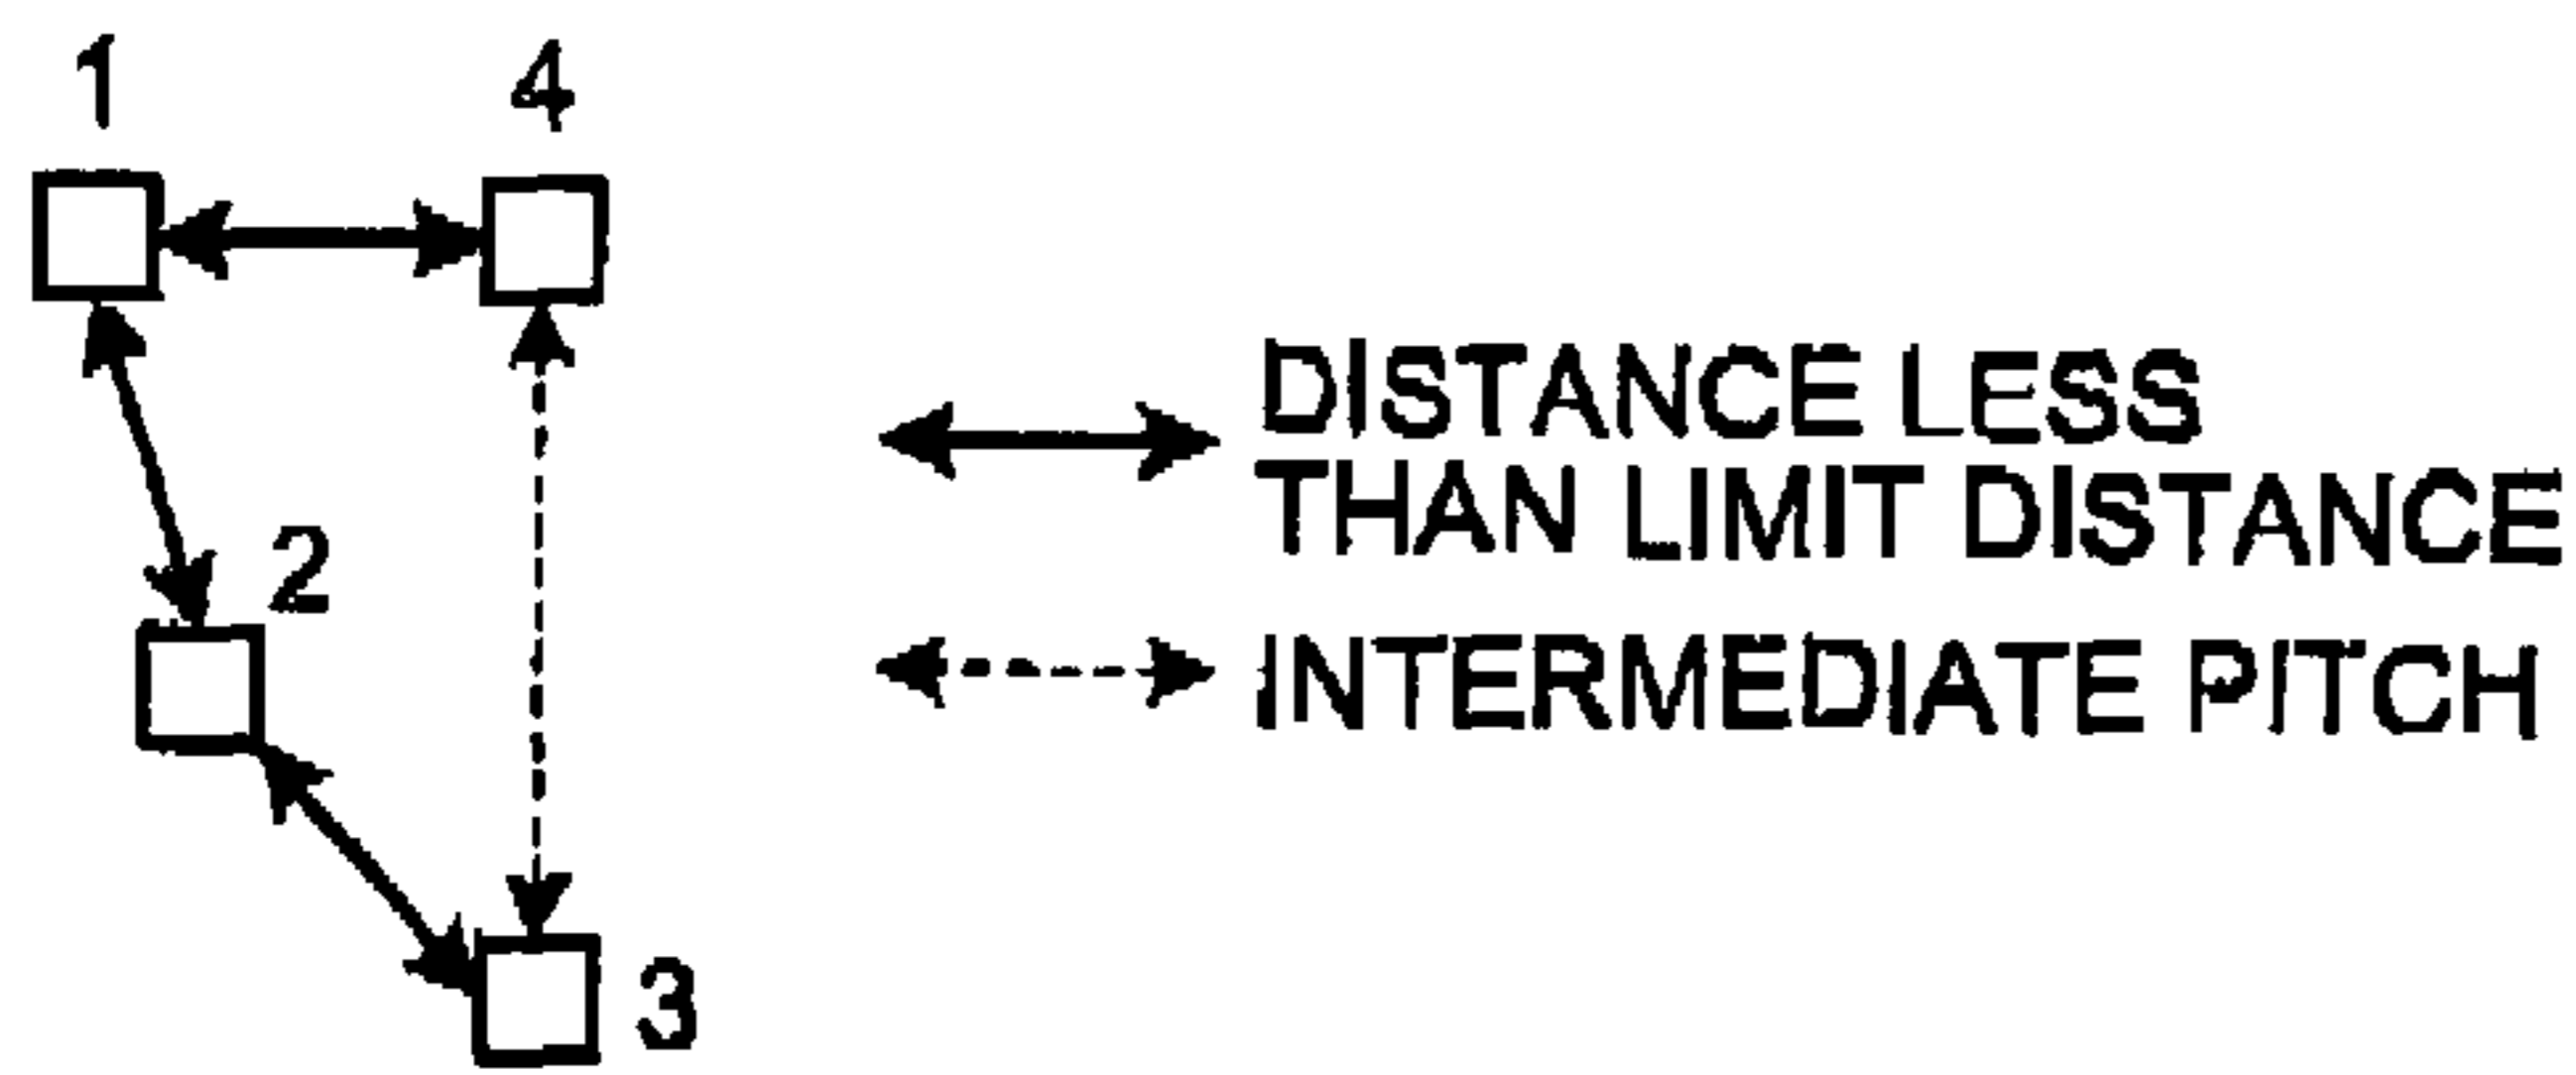 1
4
2
3
DISTANCE LESS
THAN LIMIT DISTANCE
INTERMEDIATE PITCH